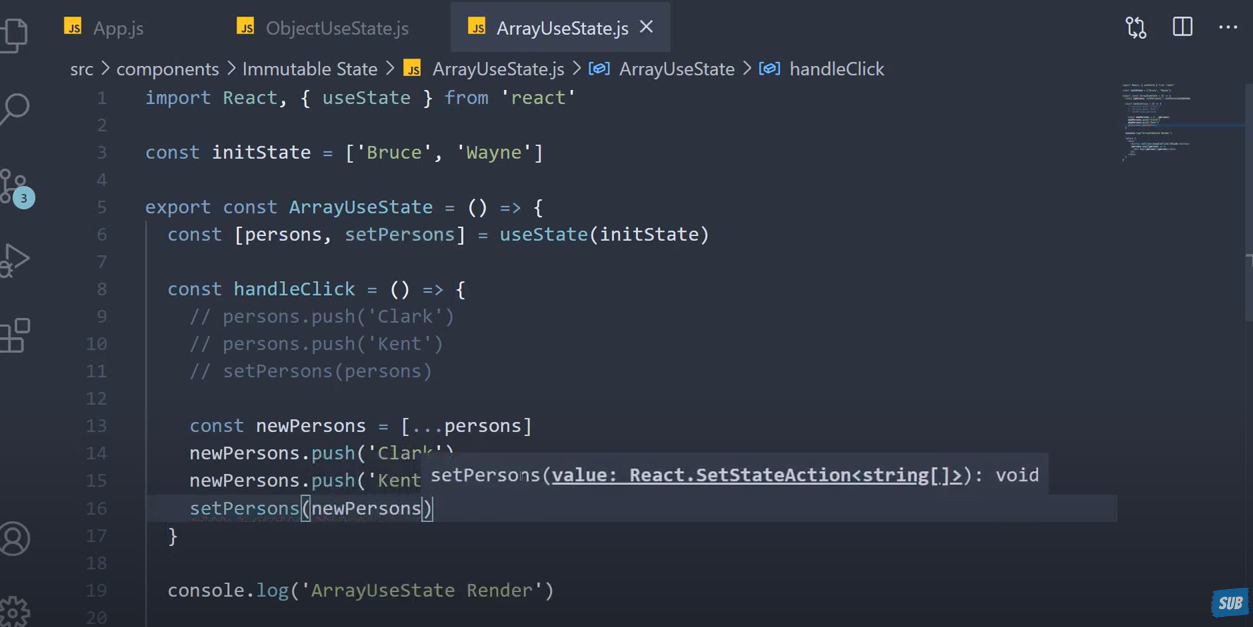 JS App.js JS ObjectUseState.js JS ArrayUseState.js
src > components > Immutable State > JS ArrayUseState.js > ArrayUseState > handleClick
1 import React, { useState } from 'react'
2
3 const initState = ['Bruce', 'Wayne']
4
5 export const ArrayUseState = () => {
6 const [persons, setPersons] = useState(initState)
7
8 const handleClick = () => {
9 // persons.push('Clark')
10 // persons.push('Kent')
11 // setPersons(persons)
12
13 const newPersons = [...persons]
14 newPersons.push('Clark')
setPersons(value: React.SetStateAction<string[]>): void
15 newPersons.push('Kent
16 setPersons(newPersons)
17 }
18
19 console.log('ArrayUseState Render')
20
3
SUB